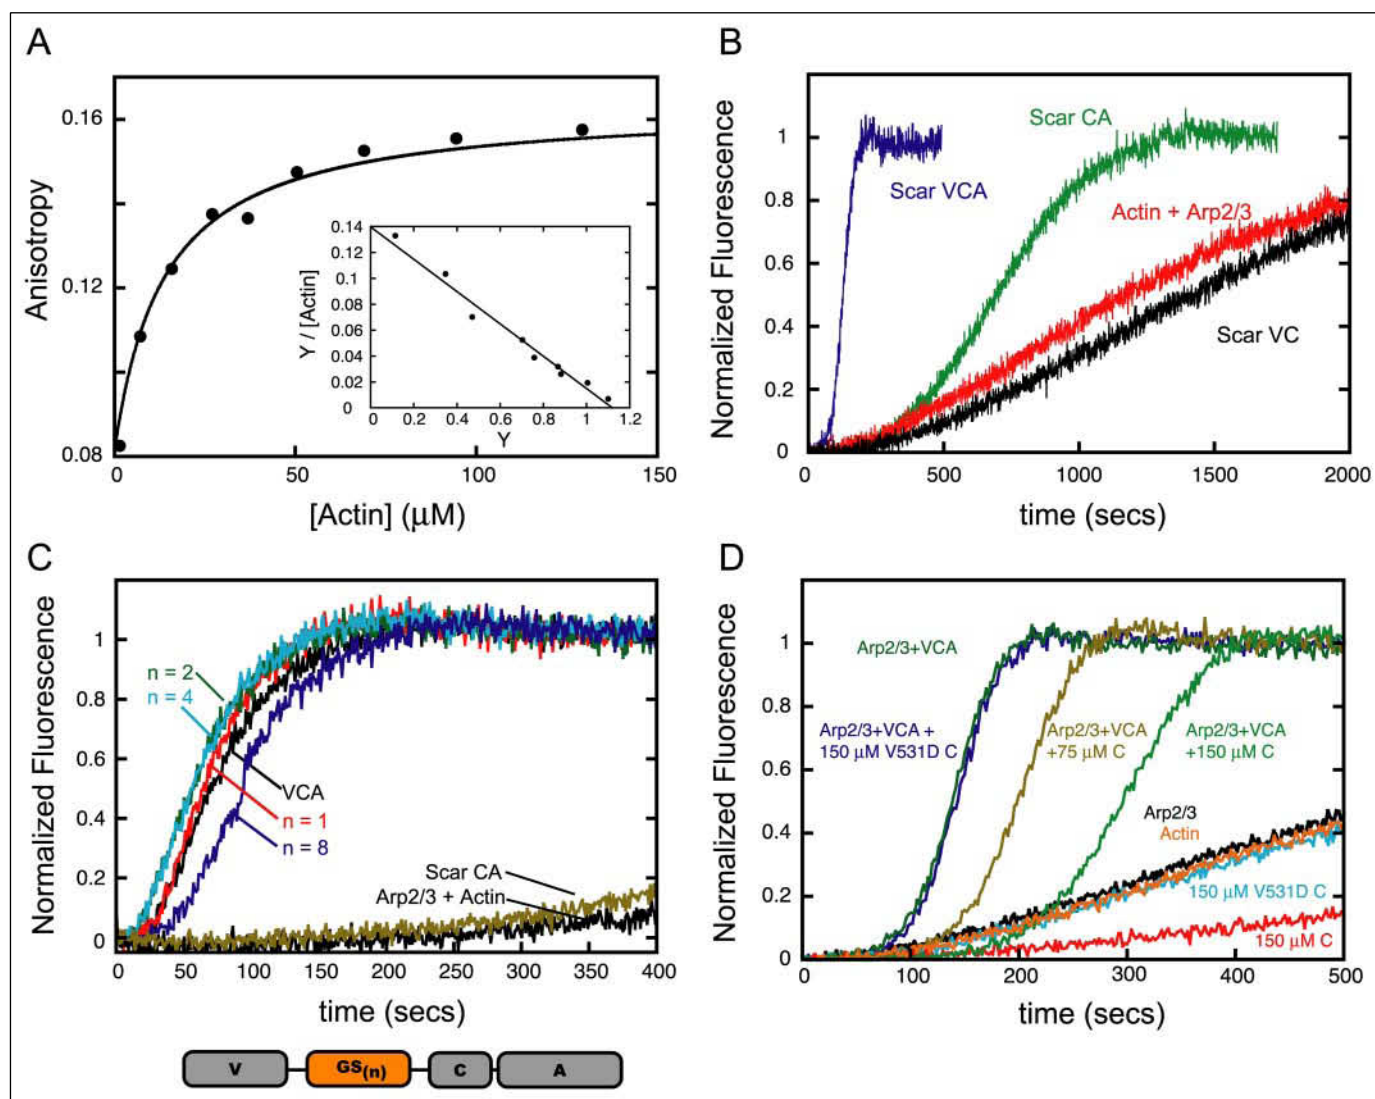 A
0.16
0.12
0.08
Anisotropy
0
50
100
150
[Actin] (μM)
0.14
0.12
0.1
0.08
0.06
0.04
0.02
0
Y / [Actin]
0
0.2
0.4
0.6
0.8
1.0
1.2
Y
B
Normalized Fluorescence
1
0.8
0.6
0.4
0.2
0
Scar VCA
Scar CA
Actin + Arp2/3
Scar VC
0
500
1000
1500
2000
time (secs)
C
Normalized Fluorescence
1
0.8
0.6
0.4
0.2
0
n = 2
n = 4
VCA
n = 1
n = 8
Scar CA
Arp2/3 + Actin
0
50
100
150
200
250
300
350
400
time (secs)
V
GS(n)
C
A
D
Normalized Fluorescence
1
0.8
0.6
0.4
0.2
0
Arp2/3+VCA
Arp2/3+VCA +
150 μM V531D C
Arp2/3+VCA
+75 μM C
Arp2/3+VCA
+150 μM C
Arp2/3
Actin
150 μM V531D C
150 μM C
0
100
200
300
400
500
time (secs)